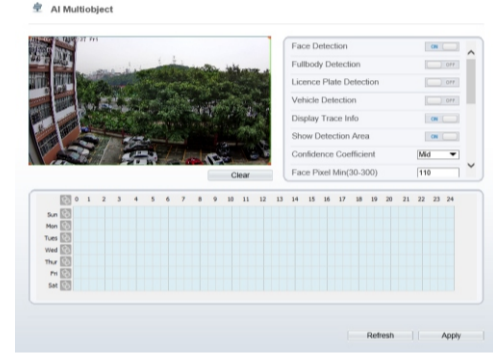 AI Multiobject
Face Detection ON
Fullbody Detection OFF
Licence Plate Detection OFF
Vehicle Detection OFF
Display Trace Info ON
Show Detection Area ON
Confidence Coefficient Mid
Face Pixel Min(30-300) 110
Clear
0 1 2 3 4 5 6 7 8 9 10 11 12 13 14 15 16 17 18 19 20 21 22 23 24
Sun
Mon
Tues
Wed
Thur
Fri
Sat
Refresh Apply